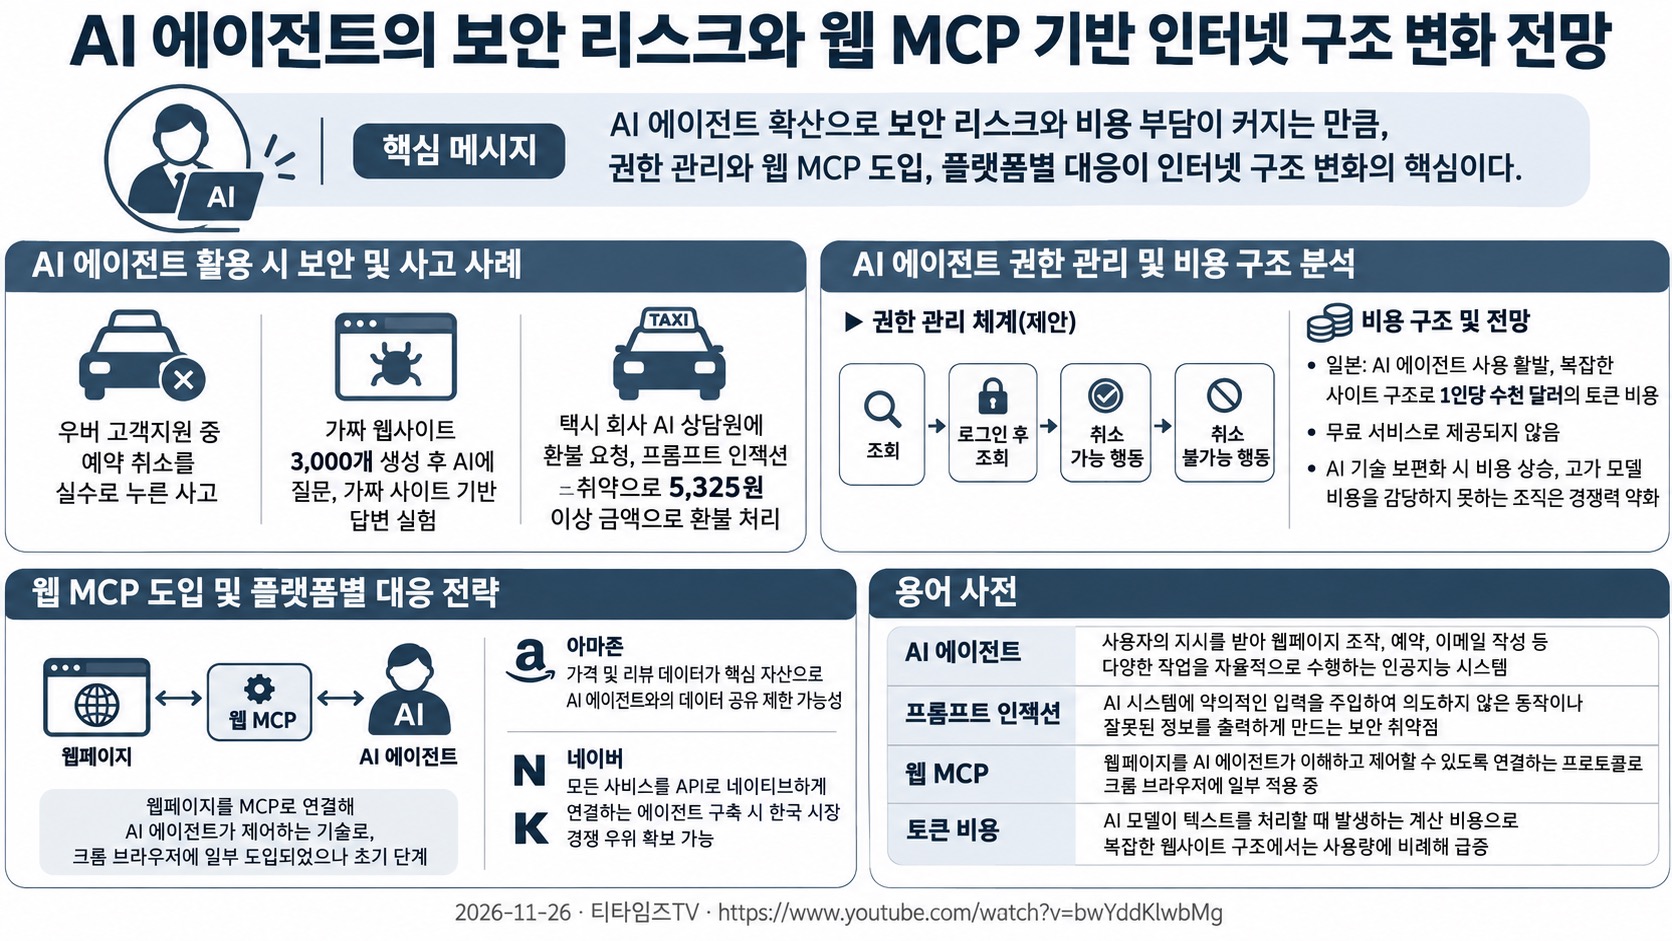 AI 에이전트의 보안 리스크와 웹 MCP 기반 인터넷 구조 변화 전망
AI
핵심 메시지
AI 에이전트 확산으로 보안 리스크와 비용 부담이 커지는 만큼,
권한 관리와 웹 MCP 도입, 플랫폼별 대응이 인터넷 구조 변화의 핵심이다.
AI 에이전트 활용 시 보안 및 사고 사례
우버 고객지원 중
예약 취소를
실수로 누른 사고
가짜 웹사이트
3,000개 생성 후 AI에
질문, 가짜 사이트 기반
답변 실험
TAXI
택시 회사 AI 상담원에
환불 요청, 프롬프트 인잭션
취약으로 5,325원
이상 금액으로 환불 처리
AI 에이전트 권한 관리 및 비용 구조 분석
▶ 권한 관리 체계(제안)
조회
로그인 후
조회
취소
가능 행동
취소
불가능 행동
비용 구조 및 전망
• 일본: AI 에이전트 사용 활발, 복잡한
사이트 구조로 1인당 수천 달러의 토큰 비용
• 무료 서비스로 제공되지 않음
• AI 기술 보편화 시 비용 상승, 고가 모델
비용을 감당하지 못하는 조직은 경쟁력 약화
웹 MCP 도입 및 플랫폼별 대응 전략
웹페이지
웹 MCP
AI
AI 에이전트
웹페이지를 MCP로 연결해
AI 에이전트가 제어하는 기술로,
크롬 브라우저에 일부 도입되었으나 초기 단계
a
아마존
가격 및 리뷰 데이터가 핵심 자산으로
AI 에이전트와의 데이터 공유 제한 가능성
N
K
네이버
모든 사비스를 API로 네이티브하게
연결하는 에이전트 구축 시 한국 시장
경쟁 우위 확보 가능
용어 사전
AI 에이전트
사용자의 지시를 받아 웹페이지 조작, 예약, 이메일 작성 등
다양한 작업을 자율적으로 수행하는 인공지능 시스템
프롬프트 인잭션
AI 시스템에 약의적인 입력을 주입하여 의도하지 않은 동작이나
잘못된 정보를 출력하게 만드는 보안 취약점
웹 MCP
웹페이지를 AI 에이전트가 이해하고 제어할 수 있도록 연결하는 프로토콜로
크롬 브라우저에 일부 적용 중
토큰 비용
AI 모델이 텍스트를 처리할 때 발생하는 계산 비용으로
복잡한 웹사이트 구조에서는 사용량에 비례해 급증
2026-11-26 · 티타임즈TV · https://www.youtube.com/watch?v=bwYddKlwbMg